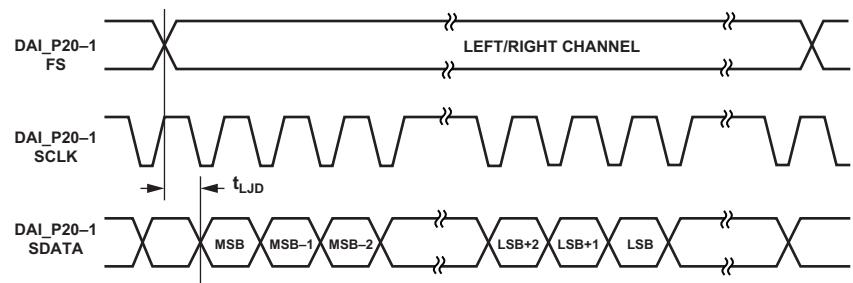 DAI_P20–1
FS
LEFT/RIGHT CHANNEL
DAI_P20–1
SCLK
tLJD
DAI_P20–1
SDATA
MSB
MSB–1
MSB–2
LSB+2
LSB+1
LSB